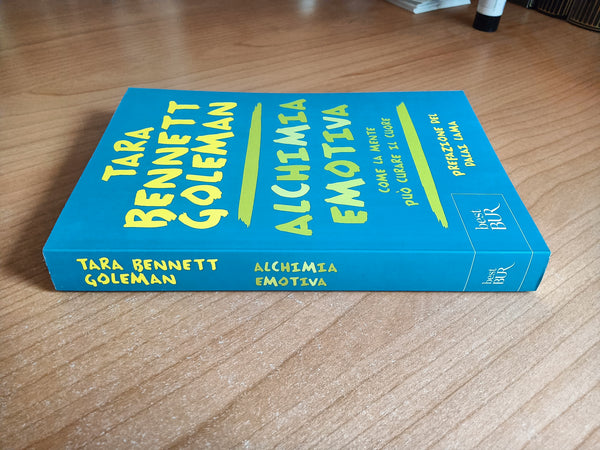 TARA
BENNETT
GOLEMAN
ALCHIMIA
EMOTIVA
COME LA MENTE
PUÒ CURARE IL CUORE
PREFAZIONE DEL
DALAI LAMA
best
BUR
TARA BENNETT
GOLEMAN
ALCHIMIA
EMOTIVA
best
BUR